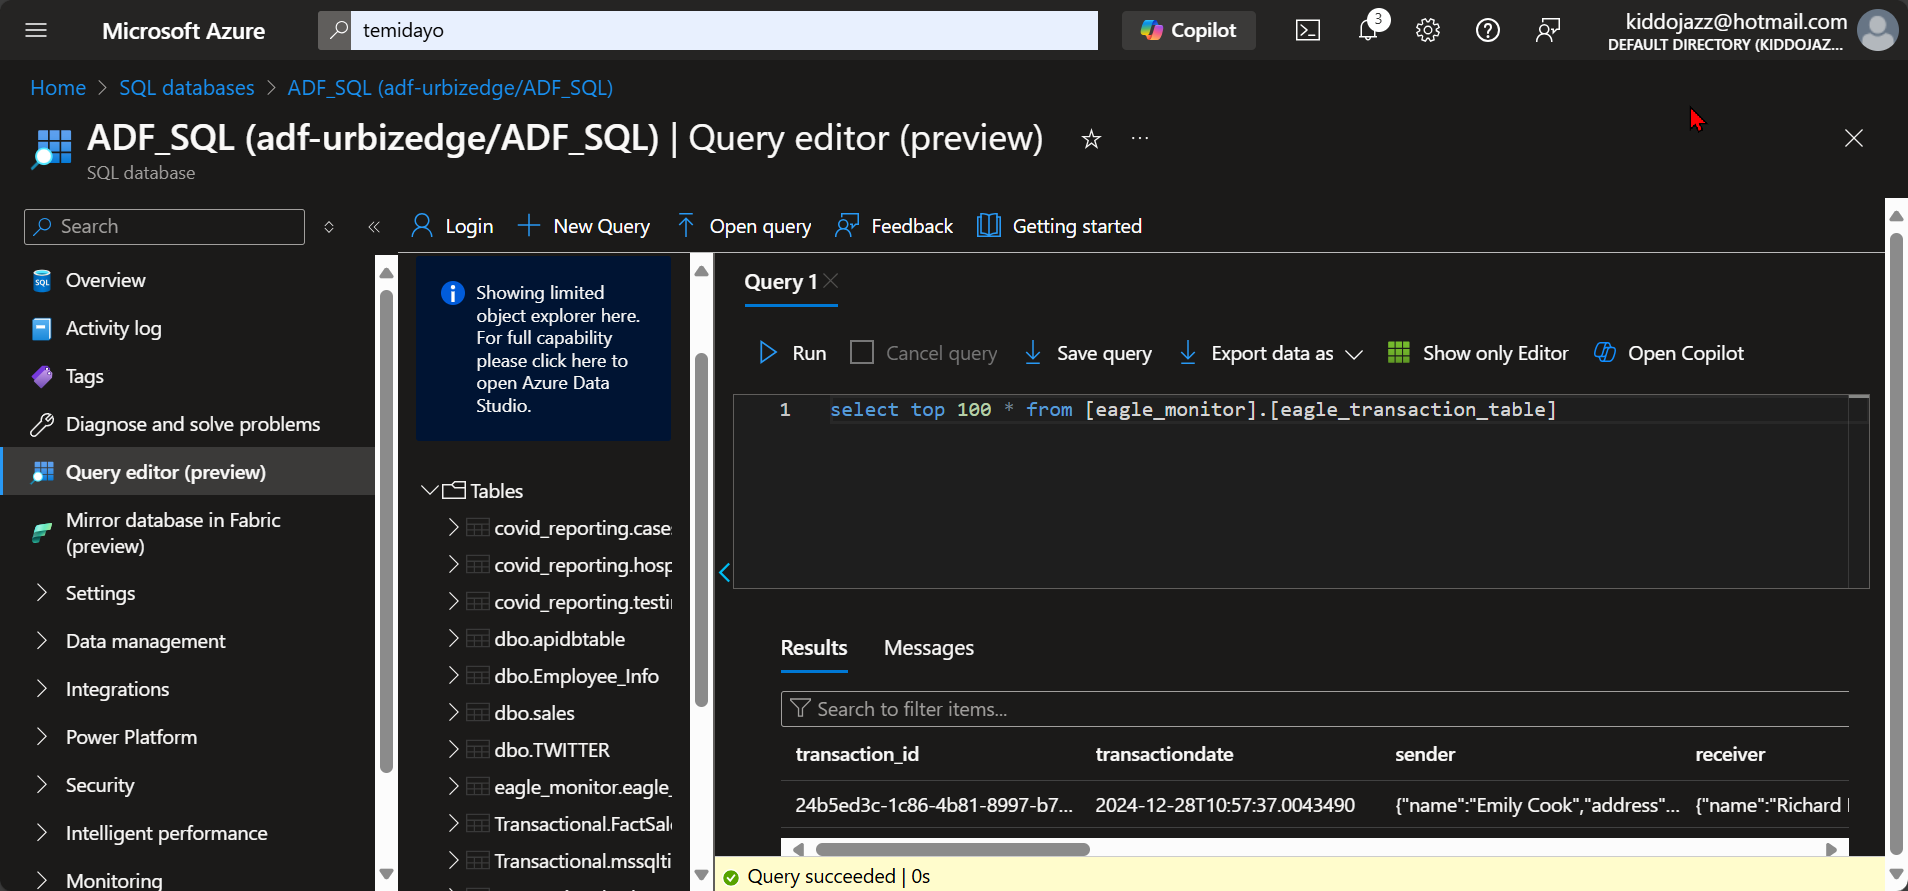 Microsoft Azure
temidayo
Copilot
3
kiddojazz@hotmail.com
DEFAULT DIRECTORY (KIDDOJAZ...
Home > SQL databases > ADF_SQL (adf-urbizedge/ADF_SQL)
ADF_SQL (adf-urbizedge/ADF_SQL) | Query editor (preview)
SQL database
Search
Overview
Activity log
Tags
Diagnose and solve problems
Query editor (preview)
Mirror database in Fabric
(preview)
Settings
Data management
Integrations
Power Platform
Security
Intelligent performance
Monitoring
Login
New Query
Open query
Feedback
Getting started
Showing limited
object explorer here.
For full capability
please click here to
open Azure Data
Studio.
Tables
covid_reporting.case
covid_reporting.hosp
covid_reporting.testi
dbo.apidbtable
dbo.Employee_Info
dbo.sales
dbo.TWITTER
eagle_monitor.eagle_
Transactional.FactSal
Transactional.mssqlti
Query 1
Run
Cancel query
Save query
Export data as
Show only Editor
Open Copilot
1 select top 100 * from [eagle_monitor].[eagle_transaction_table]
Results
Messages
Search to filter items...
transaction_id transactiondate sender receiver
24b5ed3c-1c86-4b81-8997-b7... 2024-12-28T10:57:37.0043490 {"name":"Emily Cook","address"... {"name":"Richard
Query succeeded | 0s